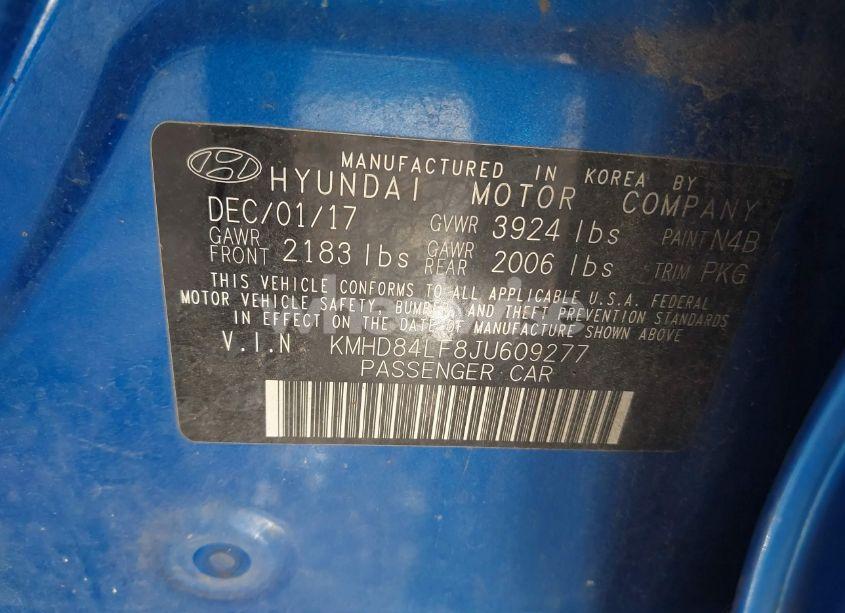 MANUFACTURED IN KOREA BY
HYUNDAI MOTOR COMPANY
DEC/01/17 GVWR 3924 lbs PAINT N4B
GAWR FRONT 2183 lbs GAWR REAR 2006 lbs TRIM PKG
THIS VEHICLE CONFORMS TO ALL APPLICABLE U.S.A. FEDERAL
MOTOR VEHICLE SAFETY, BUMPER AND THEFT PREVENTION STANDARDS
IN EFFECT ON THE DATE OF MANUFACTURE SHOWN ABOVE
V.I.N KMHD84LF8JU609277
PASSENGER CAR